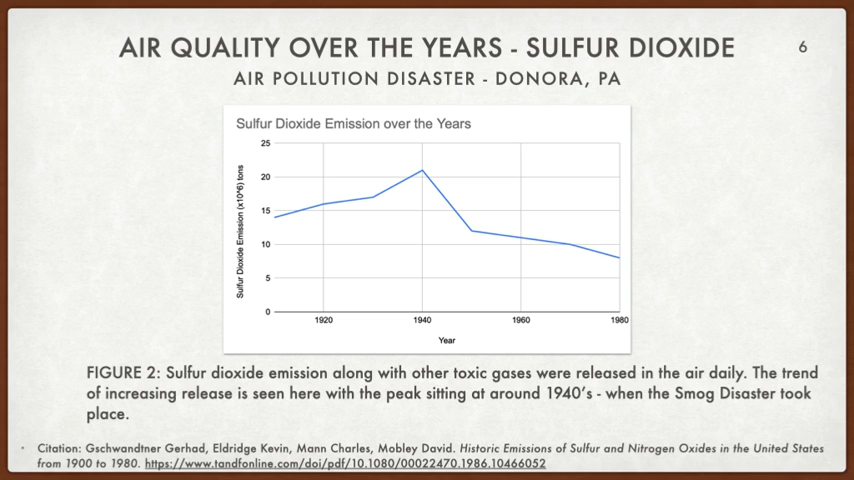 AIR QUALITY OVER THE YEARS - SULFUR DIOXIDE
6
AIR POLLUTION DISASTER - DONORA, PA
Sulfur Dioxide Emission over the Years
Sulfur Dioxide Emission (x10^6) tons
25
20
15
10
5
0
1920
1940
1960
1980
Year
FIGURE 2: Sulfur dioxide emission along with other toxic gases were released in the air daily. The trend
of increasing release is seen here with the peak sitting at around 1940's - when the Smog Disaster took
place.
• Citation: Gschwandtner Gerhad, Eldridge Kevin, Mann Charles, Mobley David. Historic Emissions of Sulfur and Nitrogen Oxides in the United States
from 1900 to 1980. https://www.tandfonline.com/doi/pdf/10.1080/00022470.1986.10466052